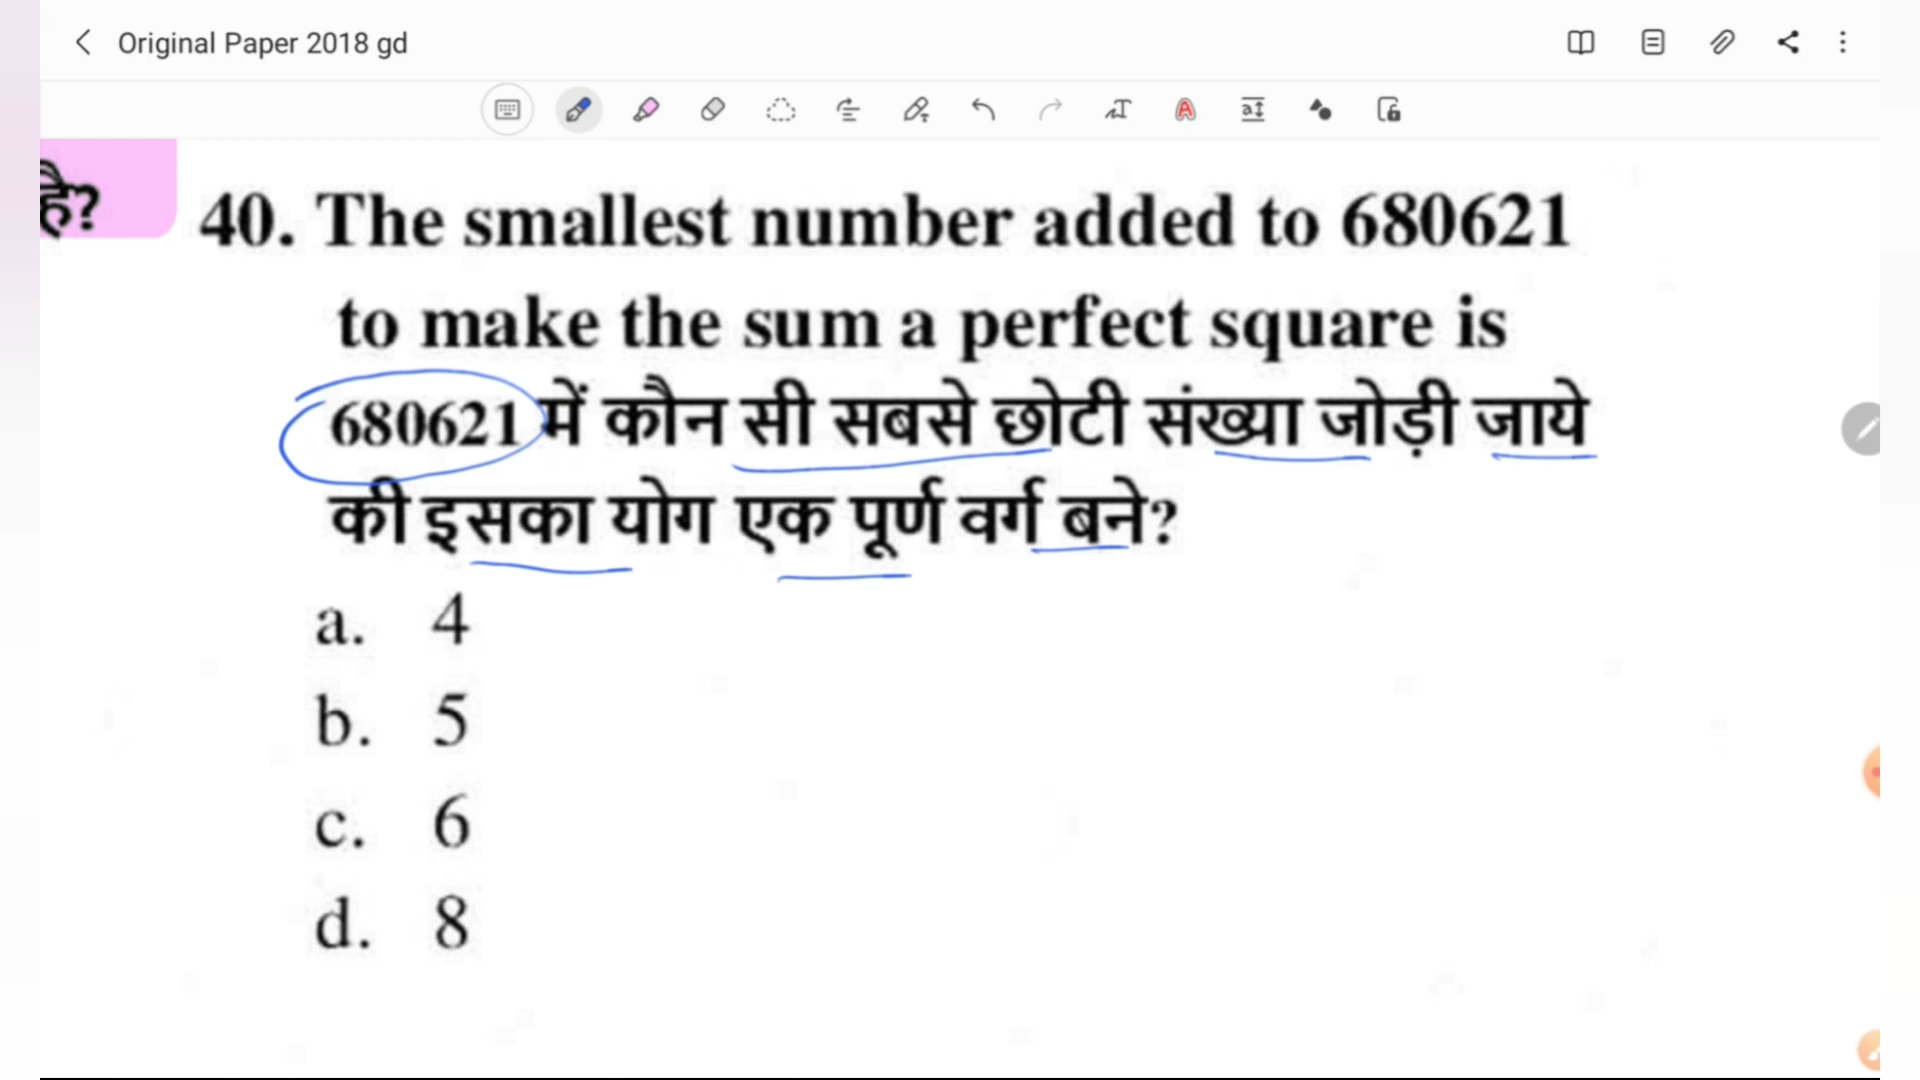 Original Paper 2018 gd
है?
40. The smallest number added to 680621
to make the sum a perfect square is
680621 में कौन सी सबसे छोटी संख्या जोड़ी जाये
की इसका योग एक पूर्ण वर्ग बने?
a. 4
b. 5
c. 6
d. 8